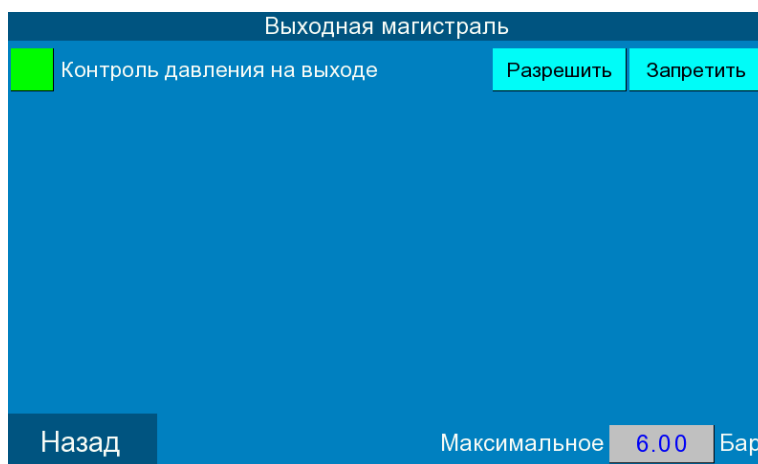 Выходная магистраль
Контроль давления на выходе Разрешить Запретить
Назад Максимальное 6.00 Бар